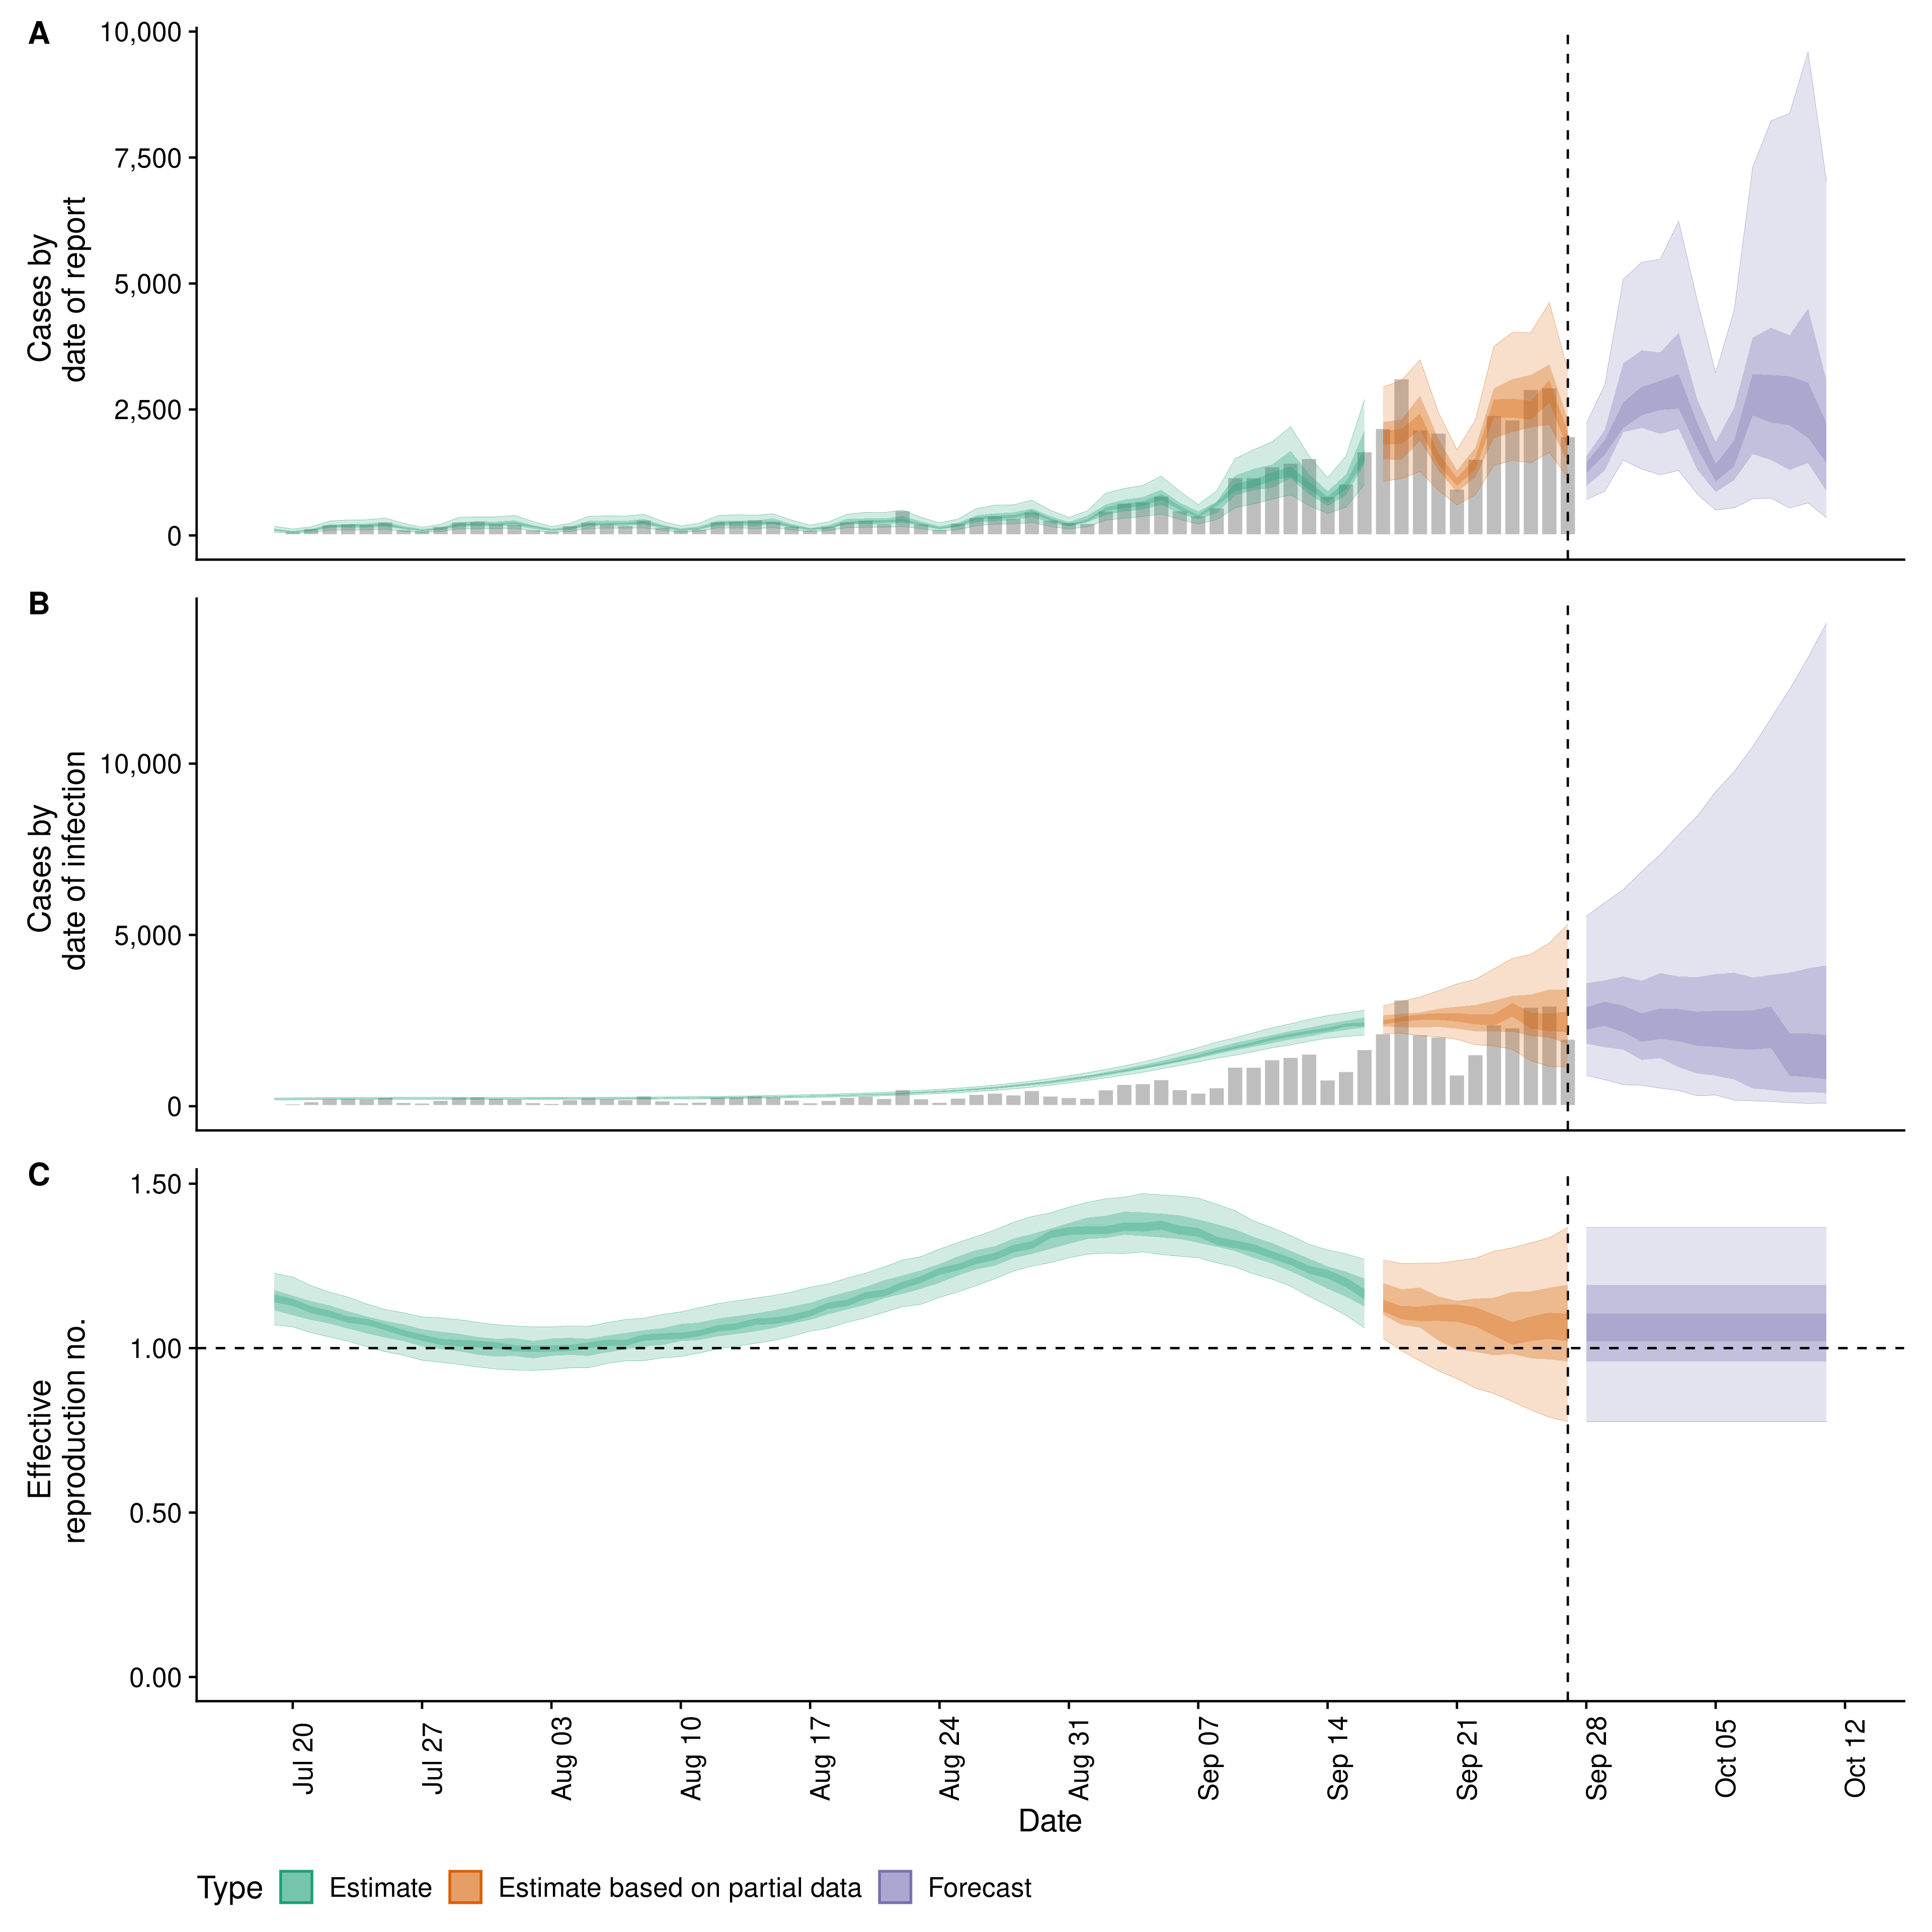 A
10,000
7,500
5,000
2,500
0
Cases by
date of report
B
10,000
5,000
0
Cases by
date of infection
C
1.50
1.00
0.50
0.00
Effective
reproduction no.
Jul 20
Jul 27
Aug 03
Aug 10
Aug 17
Aug 24
Aug 31
Sep 07
Sep 14
Sep 21
Sep 28
Oct 05
Oct 12
Date
Type Estimate Estimate based on partial data Forecast